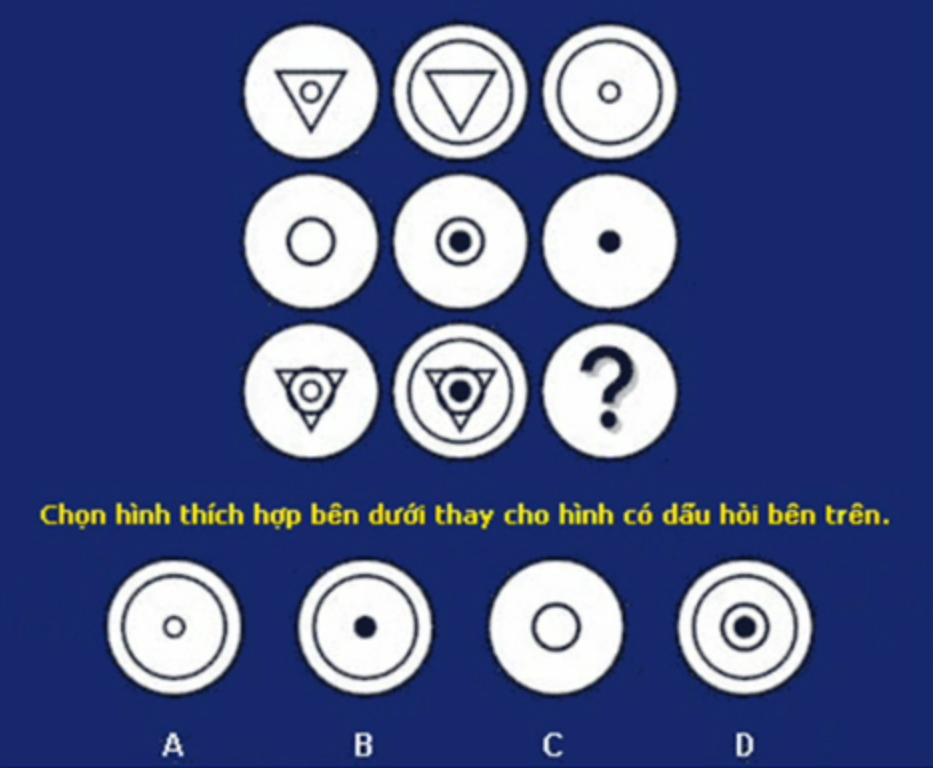 ?
Chọn hình thích hợp bên dưới thay cho hình có dấu hỏi bên trên.
A B C D